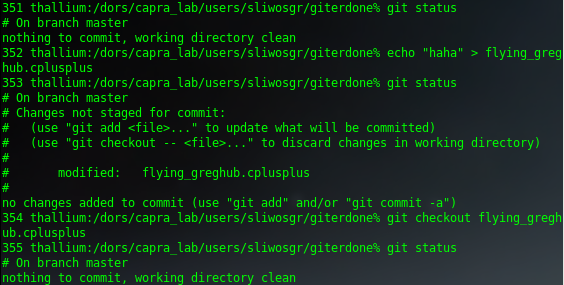 351 thallium:/dors/capra_lab/users/sliwosgr/giterdone% git status
# On branch master
nothing to commit, working directory clean
352 thallium:/dors/capra_lab/users/sliwosgr/giterdone% echo "haha" > flying_greg
hub.cplusplus
353 thallium:/dors/capra_lab/users/sliwosgr/giterdone% git status
# On branch master
# Changes not staged for commit:
#   (use "git add <file>..." to update what will be committed)
#   (use "git checkout -- <file>..." to discard changes in working directory)
#
#       modified:   flying_greghub.cplusplus
#
no changes added to commit (use "git add" and/or "git commit -a")
354 thallium:/dors/capra_lab/users/sliwosgr/giterdone% git checkout flying_gregh
ub.cplusplus
355 thallium:/dors/capra_lab/users/sliwosgr/giterdone% git status
# On branch master
nothing to commit, working directory clean